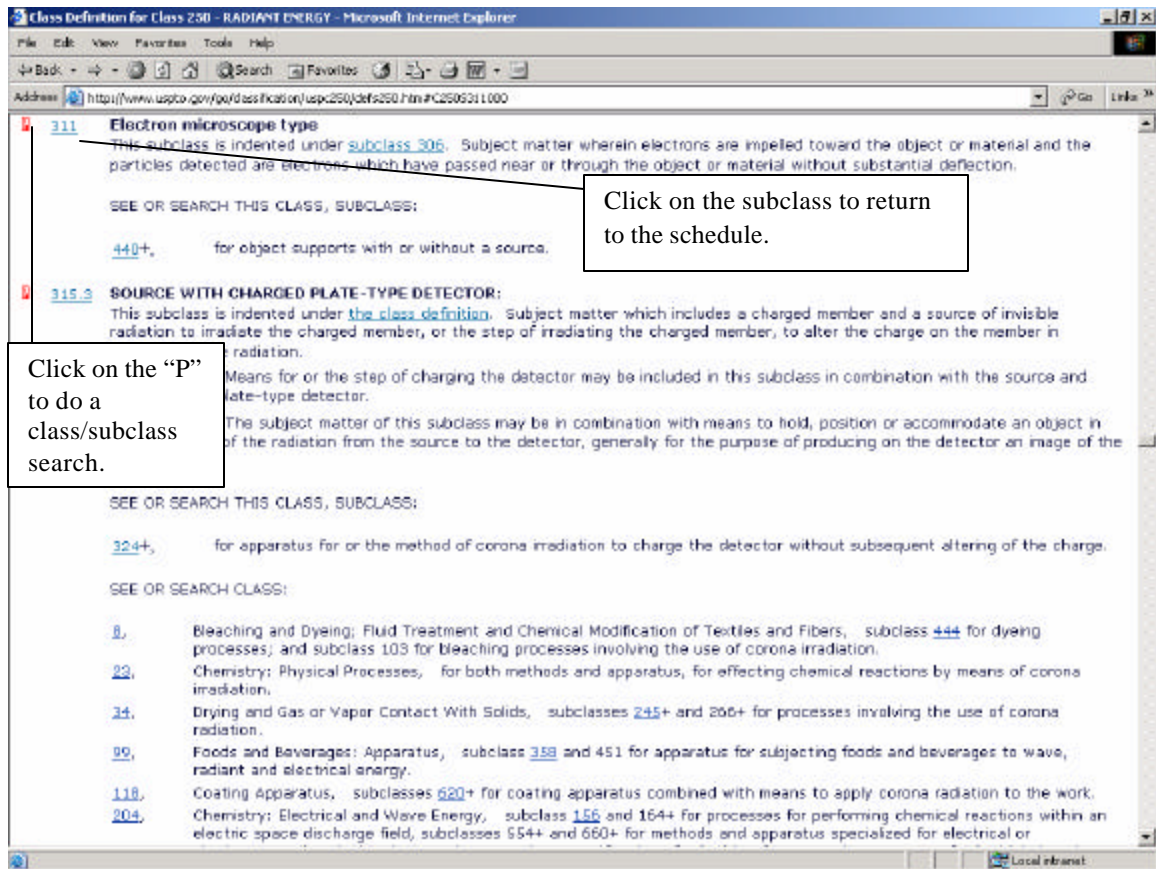 Class Definition for Class 250 - RADIANT ENERGY - Microsoft Internet Explorer
File Edit View Favorites Tools Help
Back Search Favorites
Address http://www.uspto.gov/go/classification/uspc250/defs250.htm#C250S311000 Go Links »
P 311 Electron microscope type
This subclass is indented under subclass 306. Subject matter wherein electrons are impelled toward the object or material and the
particles detected are electrons which have passed near or through the object or material without substantial deflection.
Click on the subclass to return
to the schedule.
SEE OR SEARCH THIS CLASS, SUBCLASS:
440+, for object supports with or without a source.
P 315.3 SOURCE WITH CHARGED PLATE-TYPE DETECTOR:
This subclass is indented under the class definition. Subject matter which includes a charged member and a source of invisible
radiation to irradiate the charged member, or the step of irradiating the charged member, to alter the charge on the member in
radiation.
Click on the “P”
to do a
class/subclass
search.
Means for or the step of charging the detector may be included in this subclass in combination with the source and
late-type detector.
The subject matter of this subclass may be in combination with means to hold, position or accommodate an object in
of the radiation from the source to the detector, generally for the purpose of producing on the detector an image of the
SEE OR SEARCH THIS CLASS, SUBCLASS:
324+, for apparatus for or the method of corona irradiation to charge the detector without subsequent altering of the charge.
SEE OR SEARCH CLASS:
8, Bleaching and Dyeing; Fluid Treatment and Chemical Modification of Textiles and Fibers, subclass 444 for dyeing
processes; and subclass 103 for bleaching processes involving the use of corona irradiation.
23, Chemistry: Physical Processes, for both methods and apparatus, for effecting chemical reactions by means of corona
irradiation.
34, Drying and Gas or Vapor Contact With Solids, subclasses 245+ and 266+ for processes involving the use of corona
radiation.
99, Foods and Beverages: Apparatus, subclass 358 and 451 for apparatus for subjecting foods and beverages to wave,
radiant and electrical energy.
118, Coating Apparatus, subclasses 620+ for coating apparatus combined with means to apply corona radiation to the work.
204, Chemistry: Electrical and Wave Energy, subclass 156 and 164+ for processes for performing chemical reactions within an
electric space discharge field, subclasses 554+ and 660+ for methods and apparatus specialized for electrical or
Local intranet